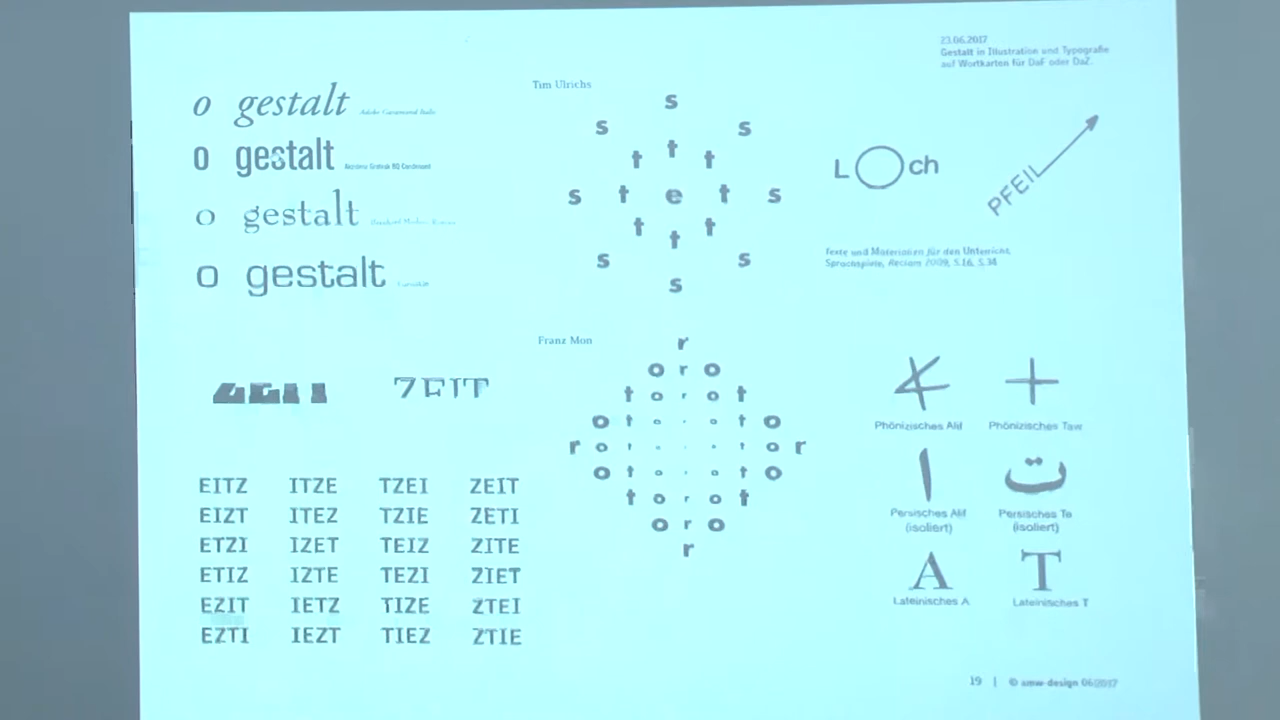 23.06.2017
Gestalt in Illustration und Typografie
auf Wortkarten für DaF oder DaZ.
o gestalt Adobe Garamond Italic
o gestalt
o gestalt
o gestalt
Tim Ulrichs
s
s s
t
t t
s t e t s
t t
t
s s
s
L ch
PFEIL
Texte und Materialien für den Unterricht,
Sprachspiele, Reclam 2009, S.16, S.34
ZEIT
EITZ ITZE TZEI ZEIT
EIZT ITEZ TZIE ZETI
ETZI IZET TEIZ ZITE
ETIZ IZTE TEZI ZIET
EZIT IETZ TIZE ZTEI
EZTI IEZT TIEZ ZTIE
Franz Mon
r
o r o
t o r o t
o t o o t o
r o t t o r
o t o o t o
t o r o t
o r o
r
Phönizisches Alif Phönizisches Taw
ا ت
Persisches Alif Persisches Te
(isoliert) (isoliert)
A T
Lateinisches A Lateinisches T
19 | © amw-design 06/2017